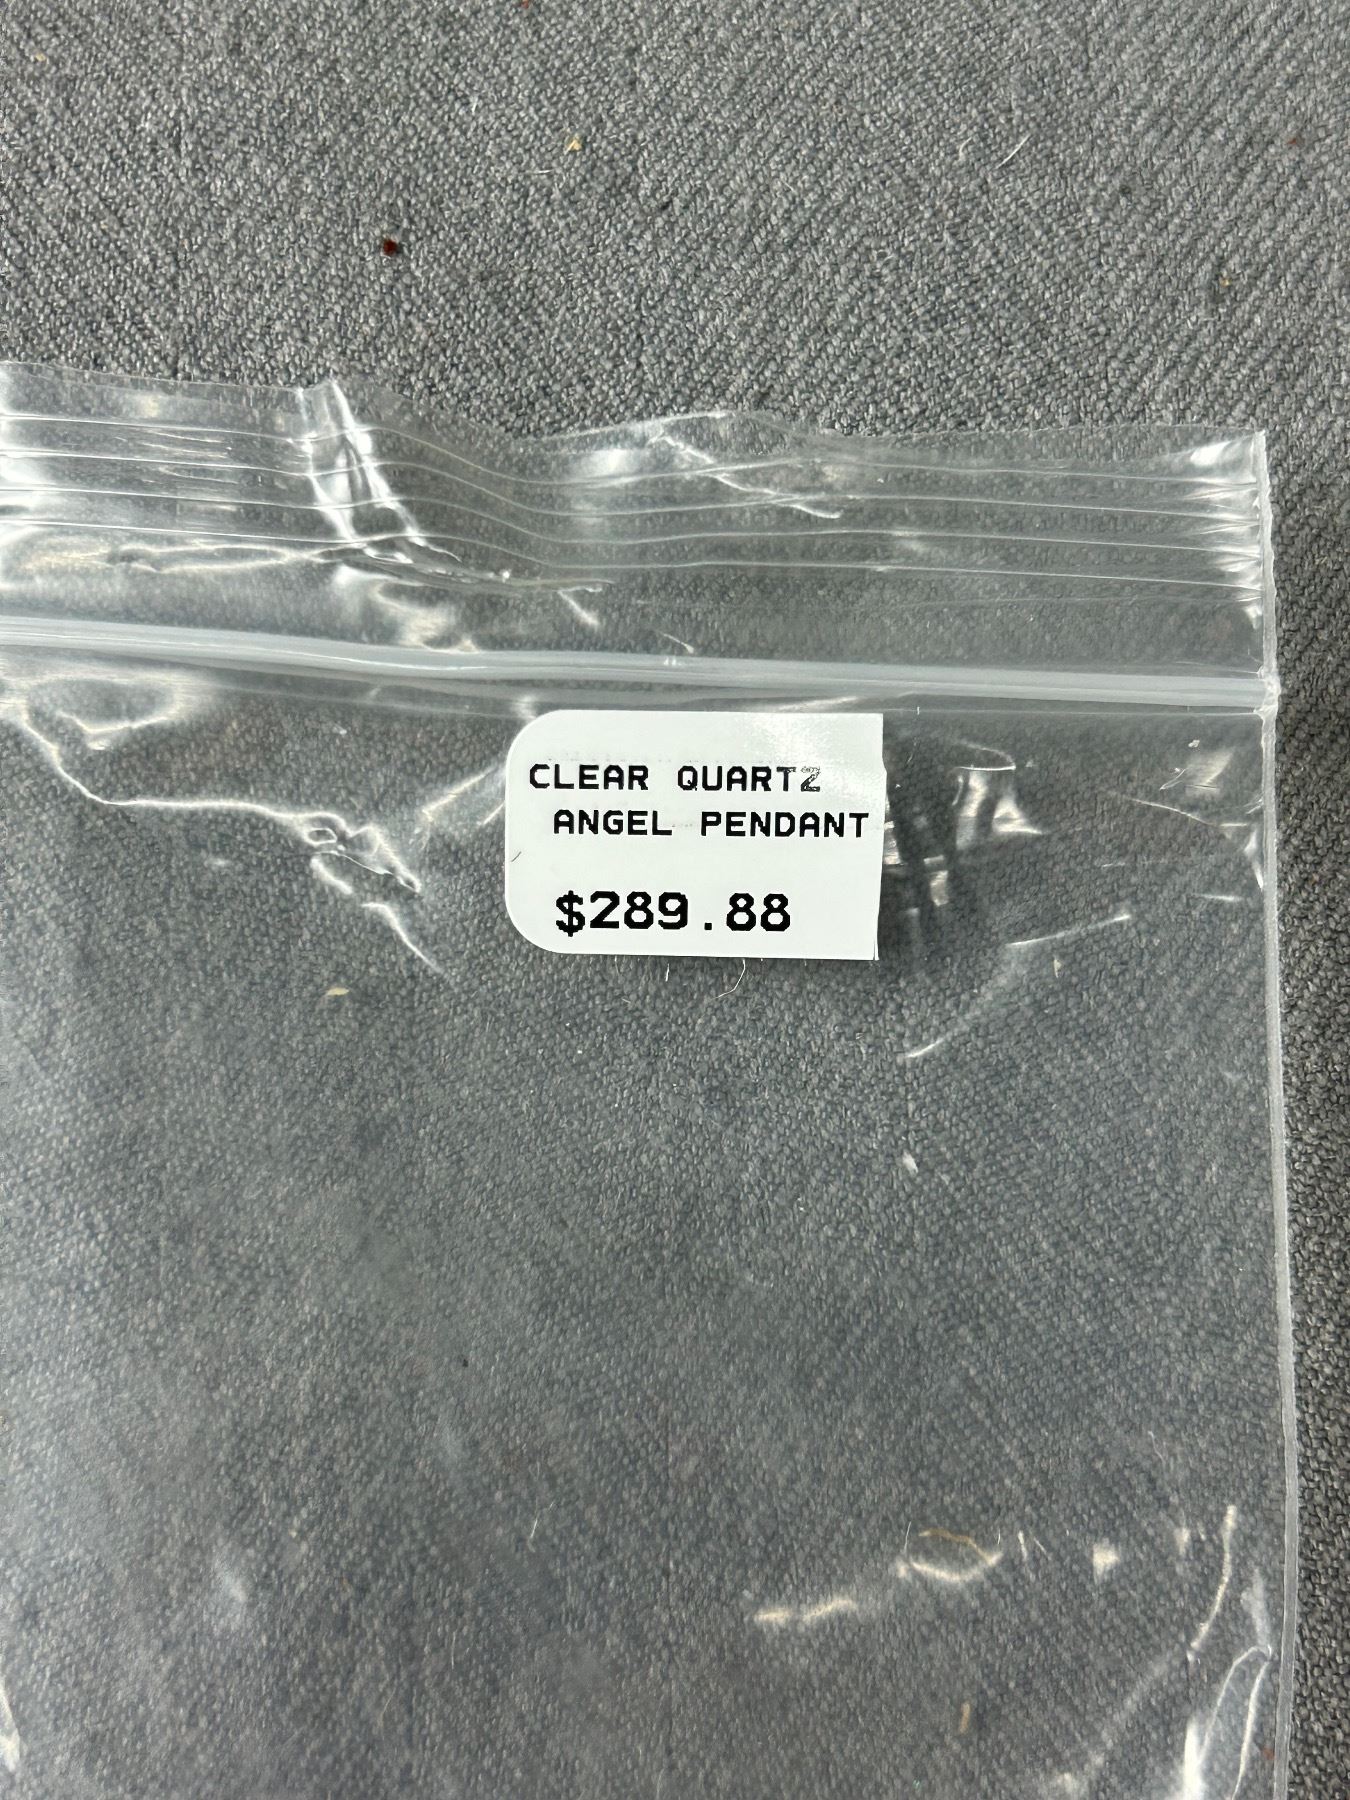 CLEAR QUARTZ
ANGEL PENDANT
$289.88